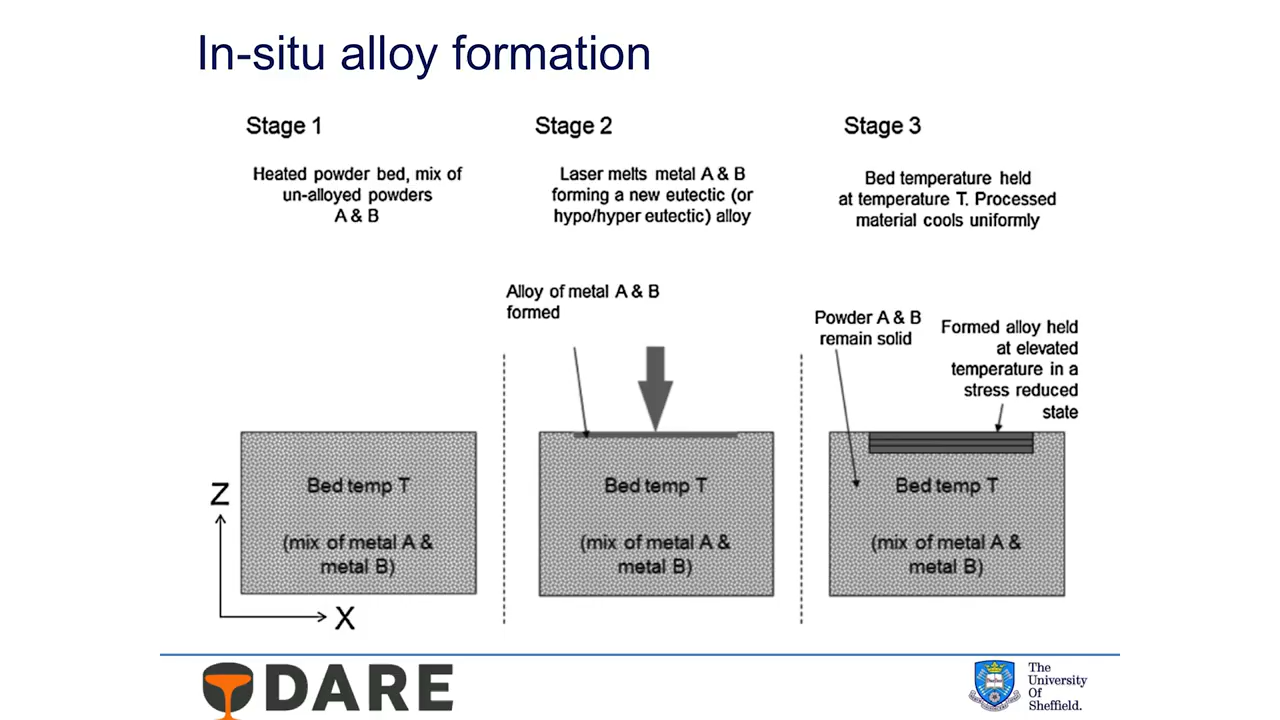 In-situ alloy formation
Stage 1
Heated powder bed, mix of
un-alloyed powders
A & B
Stage 2
Laser melts metal A & B
forming a new eutectic (or
hypo/hyper eutectic) alloy
Stage 3
Bed temperature held
at temperature T. Processed
material cools uniformly
Alloy of metal A & B
formed
Powder A & B
remain solid
Formed alloy held
at elevated
temperature in a
stress reduced
state
Bed temp T
(mix of metal A &
metal B)
Bed temp T
(mix of metal A &
metal B)
Bed temp T
(mix of metal A &
metal B)
Z
X
DARE
The
University
Of
Sheffield.